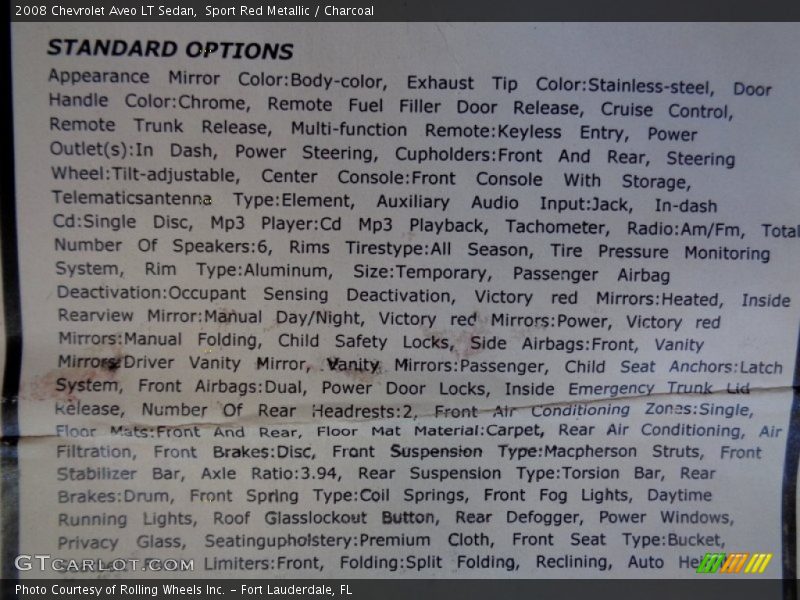 2008 Chevrolet Aveo LT Sedan, Sport Red Metallic / Charcoal
STANDARD OPTIONS
Appearance Mirror Color:Body-color, Exhaust Tip Color:Stainless-steel, Door
Handle Color:Chrome, Remote Fuel Filler Door Release, Cruise Control,
Remote Trunk Release, Multi-function Remote:Keyless Entry, Power
Outlet(s):In Dash, Power Steering, Cupholders:Front And Rear, Steering
Wheel:Tilt-adjustable, Center Console:Front Console With Storage,
Telematicsantenna Type:Element, Auxiliary Audio Input:Jack, In-dash
Cd:Single Disc, Mp3 Player:Cd Mp3 Playback, Tachometer, Radio:Am/Fm, Total
Number Of Speakers:6, Rims Tirestype:All Season, Tire Pressure Monitoring
System, Rim Type:Aluminum, Size:Temporary, Passenger Airbag
Deactivation:Occupant Sensing Deactivation, Victory red Mirrors:Heated, Inside
Rearview Mirror:Manual Day/Night, Victory red Mirrors:Power, Victory red
Mirrors:Manual Folding, Child Safety Locks, Side Airbags:Front, Vanity
Mirrors:Driver Vanity Mirror, Vanity Mirrors:Passenger, Child Seat Anchors:Latch
System, Front Airbags:Dual, Power Door Locks, Inside Emergency Trunk Lid
Release, Number Of Rear Headrests:2, Front Air Conditioning Zones:Single,
Floor Mats:Front And Rear, Floor Mat Material:Carpet, Rear Air Conditioning, Air
Filtration, Front Brakes:Disc, Front Suspension Type:Macpherson Struts, Front
Stabilizer Bar, Axle Ratio:3.94, Rear Suspension Type:Torsion Bar, Rear
Brakes:Drum, Front Spring Type:Coil Springs, Front Fog Lights, Daytime
Running Lights, Roof Glasslockout Button, Rear Defogger, Power Windows,
Privacy Glass, Seatingupholstery:Premium Cloth, Front Seat Type:Bucket,
Limiters:Front, Folding:Split Folding, Reclining, Auto
GTCarLot.com
Photo Courtesy of Rolling Wheels Inc. - Fort Lauderdale, FL